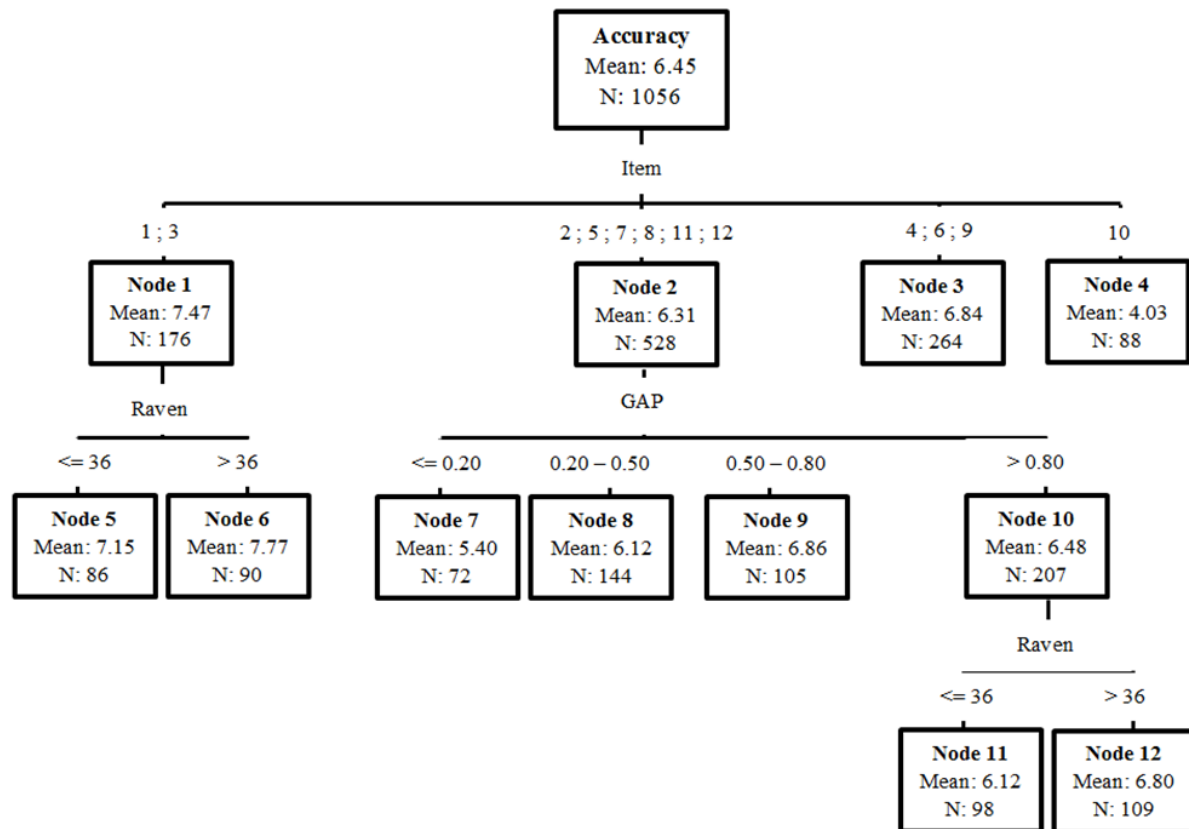 Accuracy
Mean: 6.45
N: 1056
Item
1 ; 3
2 ; 5 ; 7 ; 8 ; 11 ; 12
4 ; 6 ; 9
10
Node 1
Mean: 7.47
N: 176
Node 2
Mean: 6.31
N: 528
Node 3
Mean: 6.84
N: 264
Node 4
Mean: 4.03
N: 88
Raven
GAP
<= 36
> 36
<= 0.20
0.20 – 0.50
0.50 – 0.80
> 0.80
Node 5
Mean: 7.15
N: 86
Node 6
Mean: 7.77
N: 90
Node 7
Mean: 5.40
N: 72
Node 8
Mean: 6.12
N: 144
Node 9
Mean: 6.86
N: 105
Node 10
Mean: 6.48
N: 207
Raven
<= 36
> 36
Node 11
Mean: 6.12
N: 98
Node 12
Mean: 6.80
N: 109